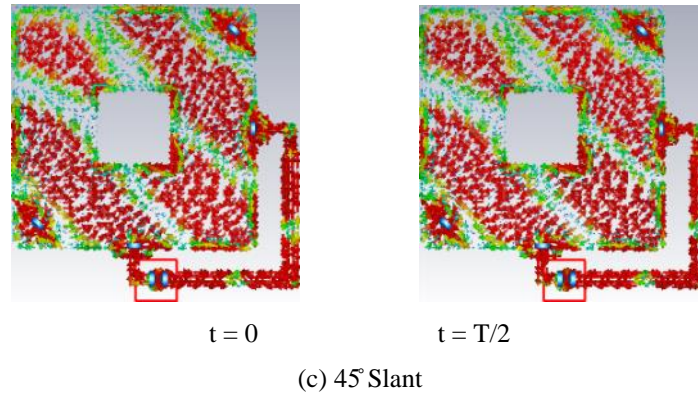 t = 0 t = T/2
(c) 45° Slant